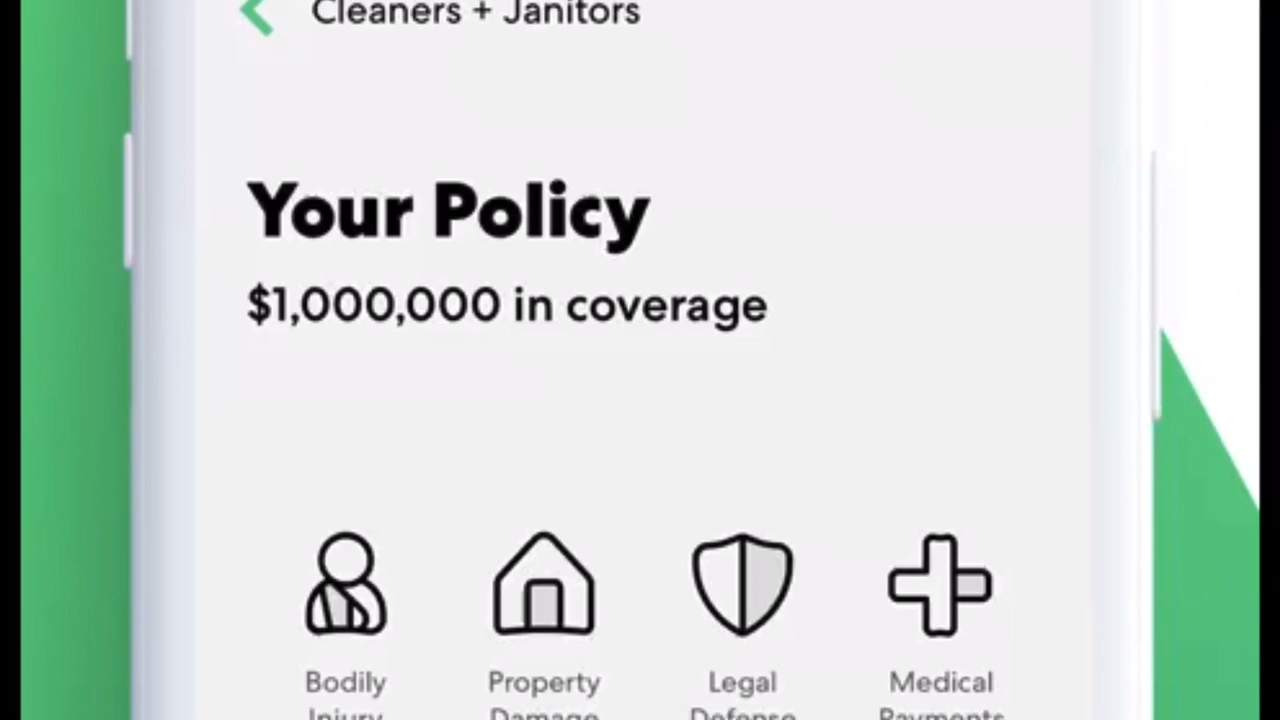 Cleaners + Janitors
Your Policy
$1,000,000 in coverage
Bodily Property Legal Medical
Injury Damage Defense Payments